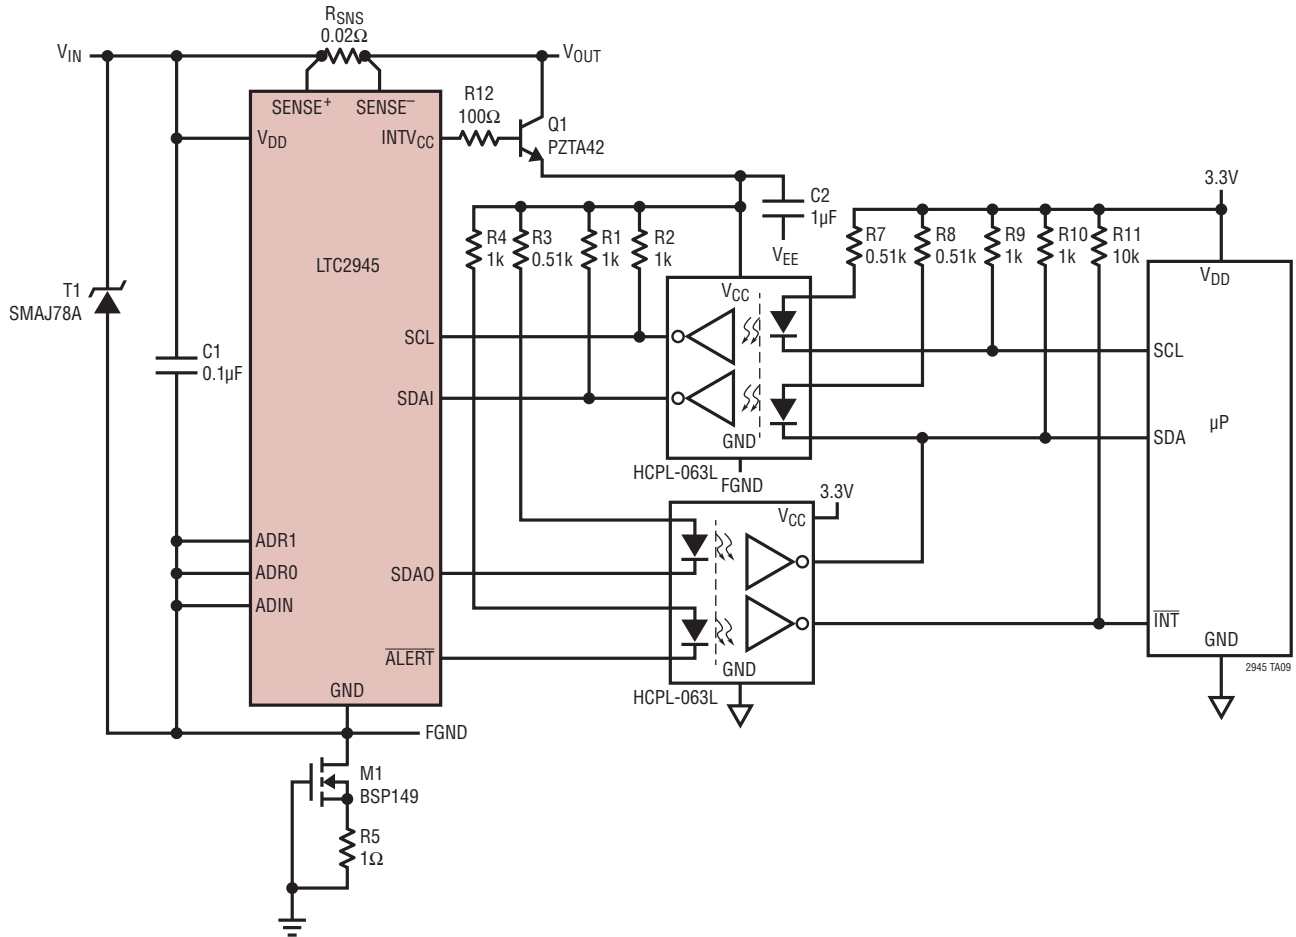 RSNS
0.02Ω
VIN
VOUT
SENSE+
SENSE–
R12
100Ω
Q1
PZTA42
VDD
INTVCC
C2
1µF
VEE
3.3V
R4
1k
R3
0.51k
R1
1k
R2
1k
R7
0.51k
R8
0.51k
R9
1k
R10
1k
R11
10k
LTC2945
T1
SMAJ78A
VCC
VDD
SCL
SCL
C1
0.1µF
SDAI
GND
SDA
µP
HCPL-063L
FGND
3.3V
VCC
ADR1
ADR0
SDAO
ADIN
INT
ALERT
GND
GND
2945 TA09
GND
HCPL-063L
FGND
M1
BSP149
R5
1Ω